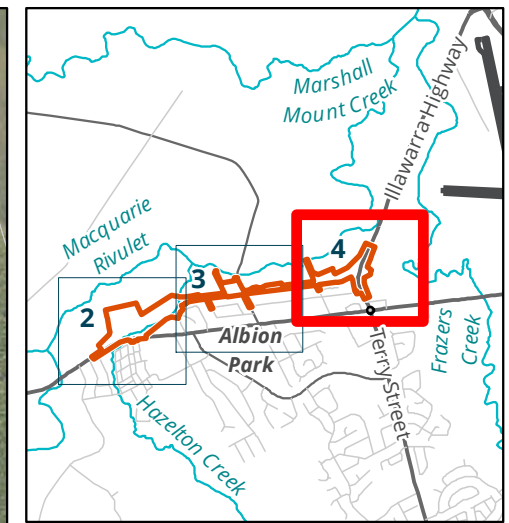 Marshall
Mount Creek
Illawarra Highway
Macquarie
Rivulet
4
3
2
Albion
Park
Frazers
Creek
Terry Street
Hazelton Creek